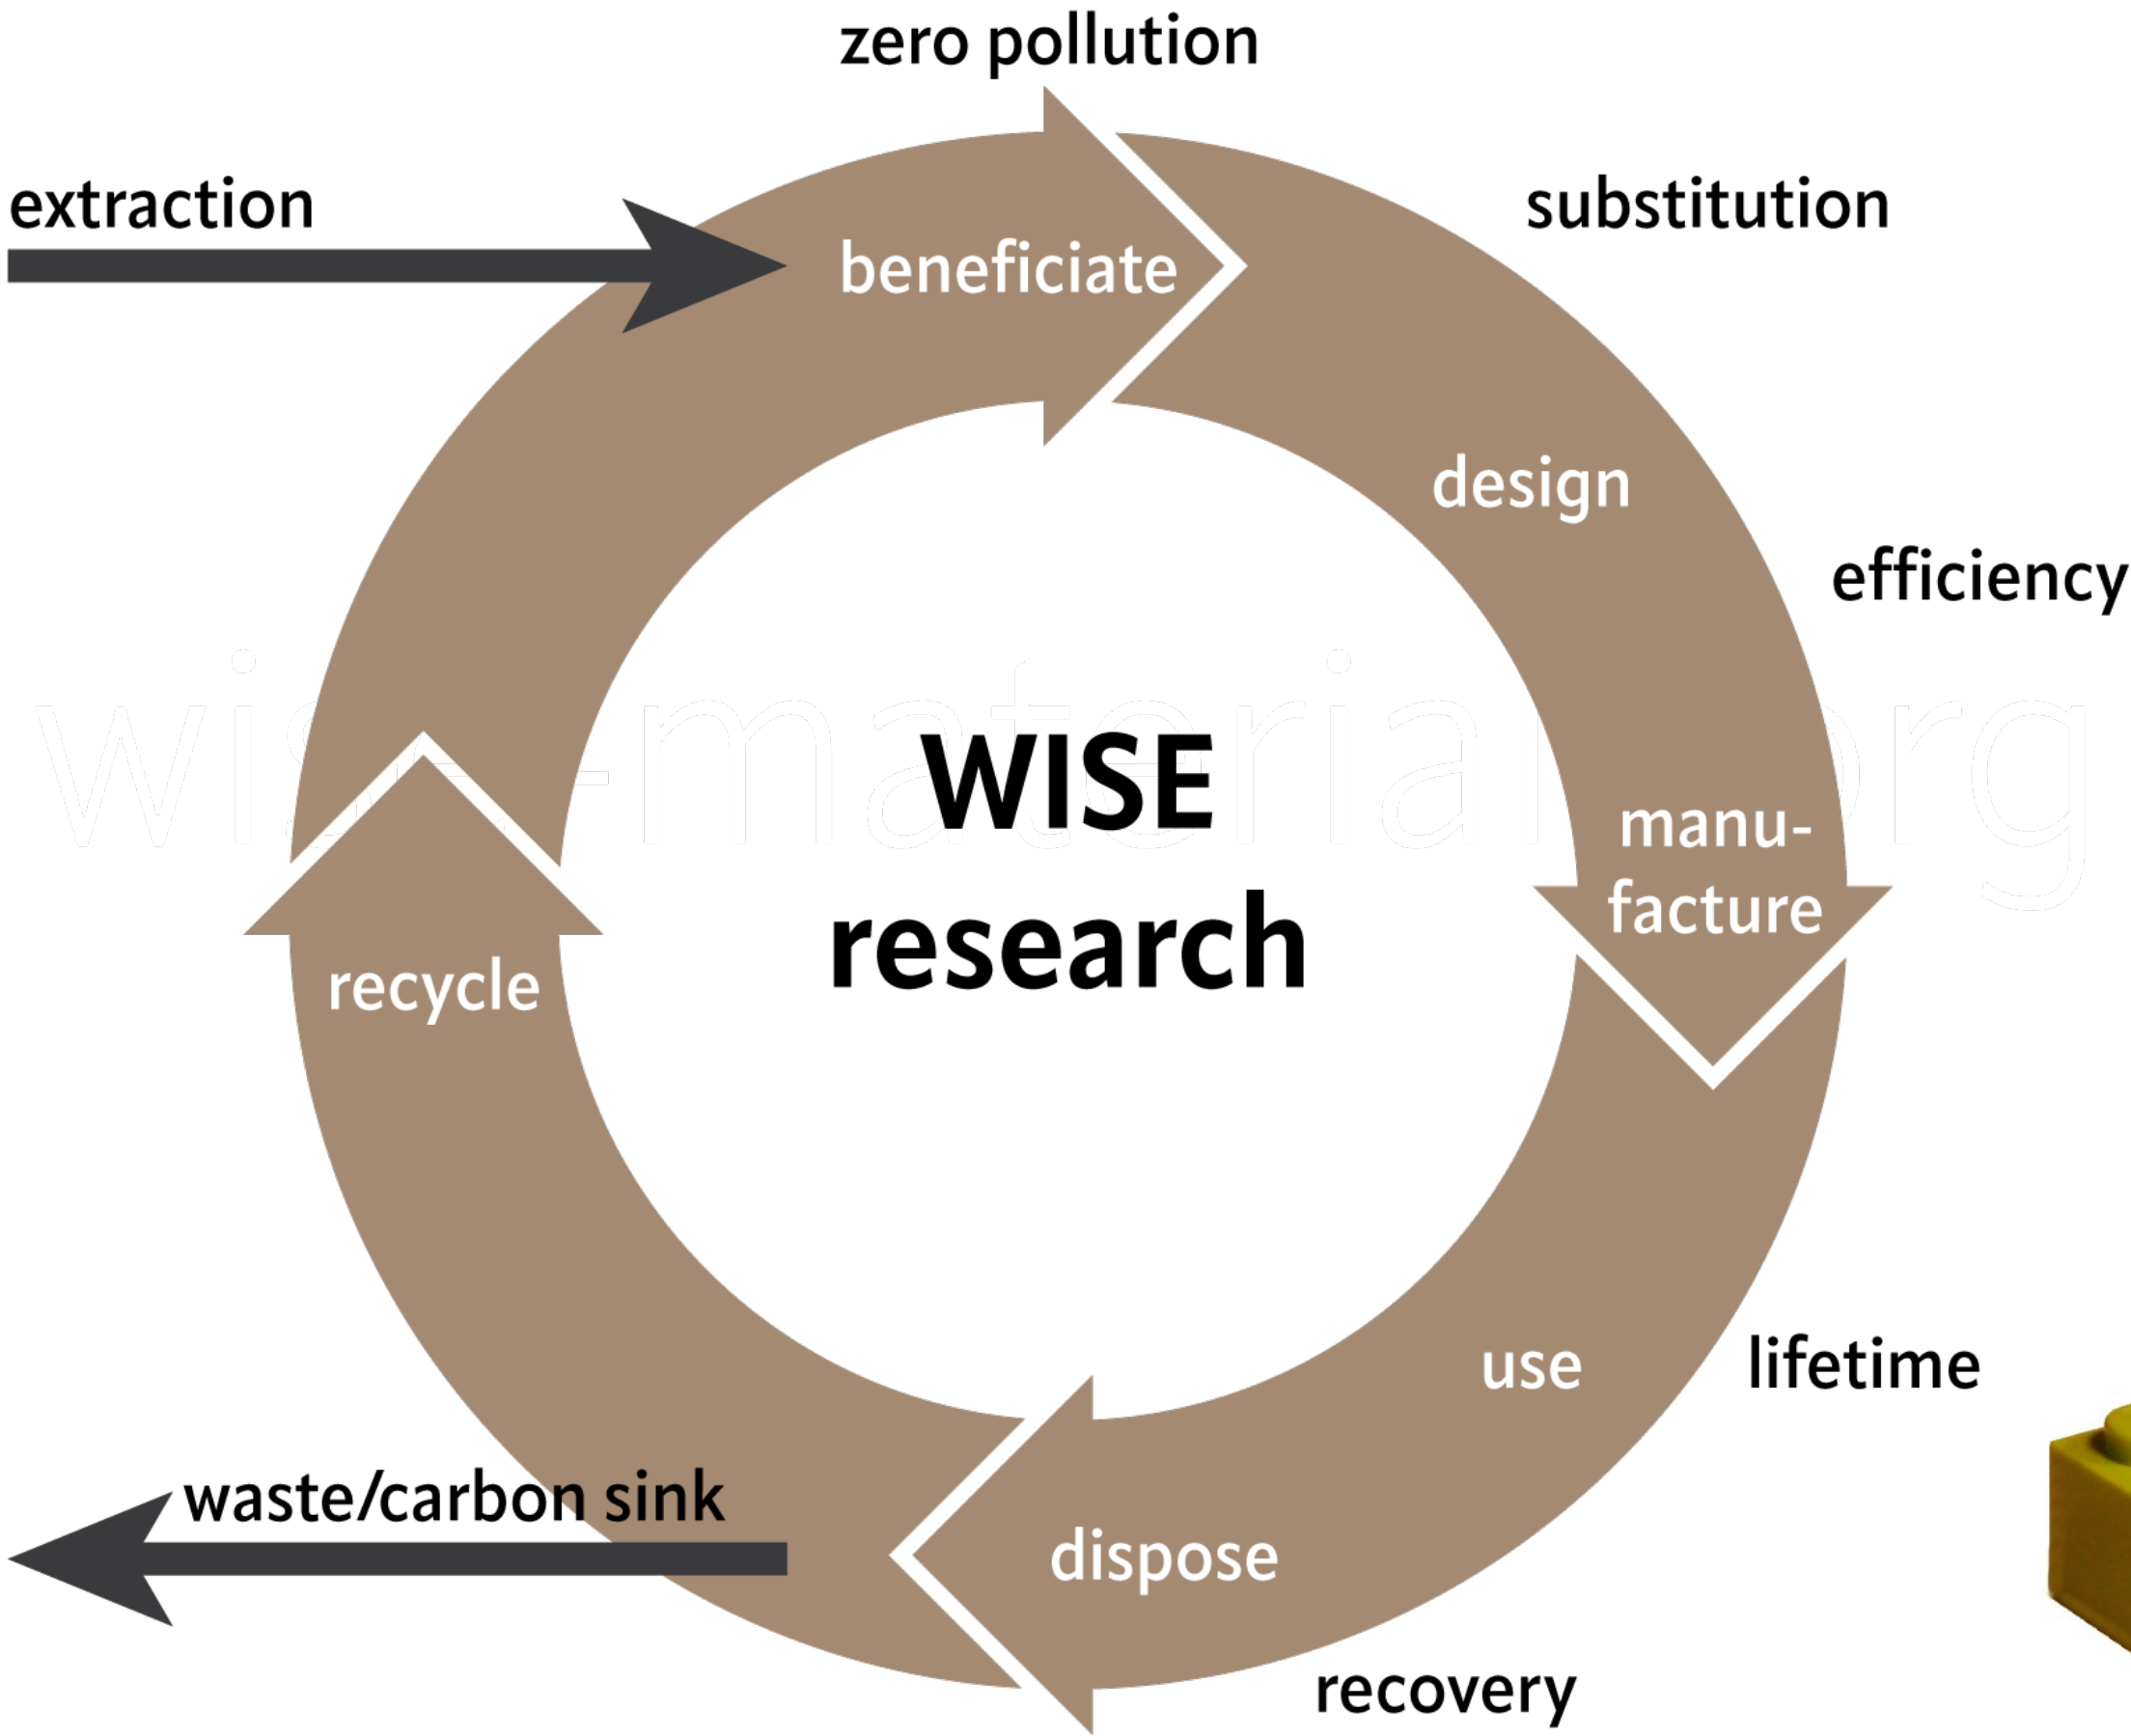 zero pollution
extraction
substitution
beneficiate
design
efficiency
WISE
research
manu-
facture
recycle
use
lifetime
waste/carbon sink
dispose
recovery